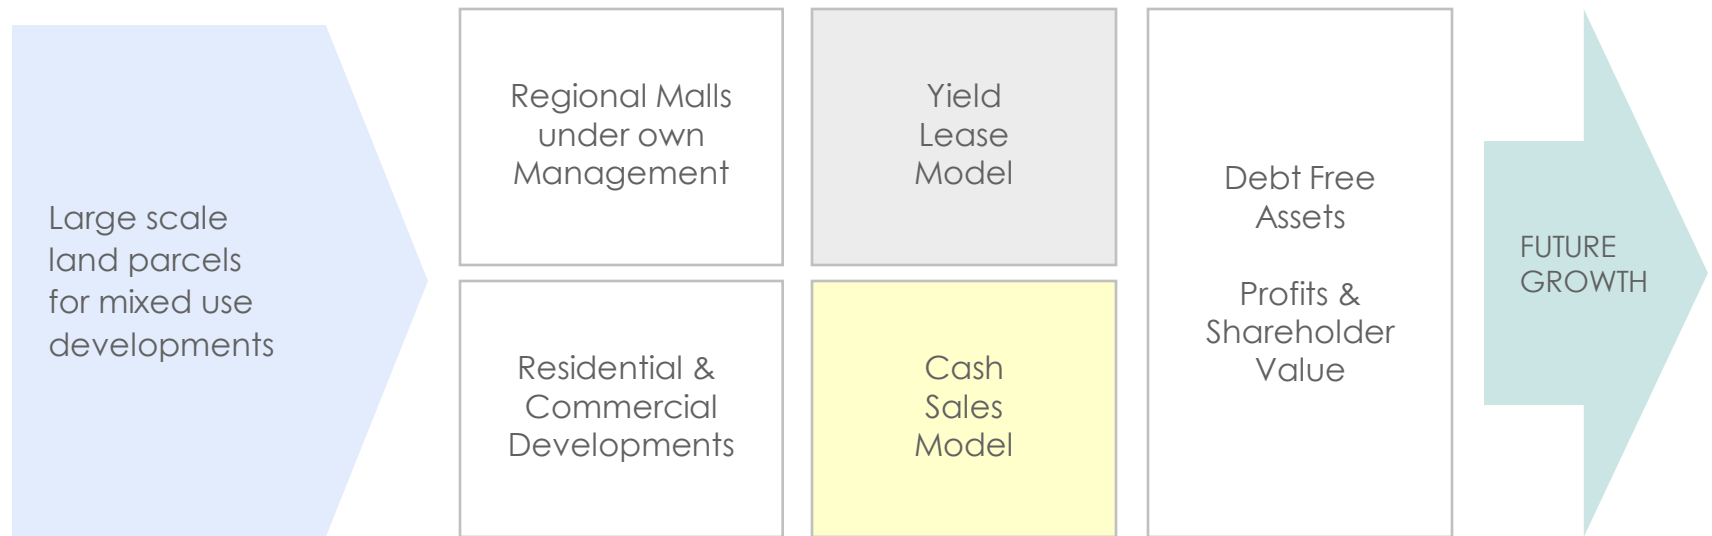 Large scale
land parcels
for mixed use
developments
Regional Malls
under own
Management
Residential &
Commercial
Developments
Yield
Lease
Model
Cash
Sales
Model
Debt Free
Assets
Profits &
Shareholder
Value
FUTURE
GROWTH